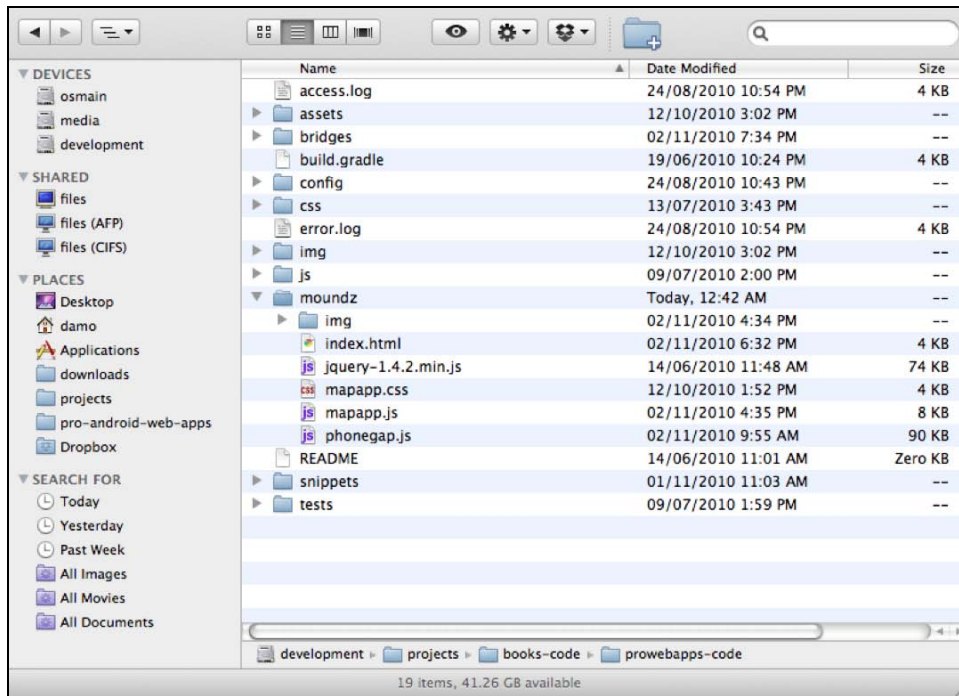 Name Date Modified Size
DEVICES
osmain
media
development
SHARED
files
files (AFP)
files (CIFS)
PLACES
Desktop
damo
Applications
downloads
projects
pro-android-web-apps
Dropbox
SEARCH FOR
Today
Yesterday
Past Week
All Images
All Movies
All Documents
access.log 24/08/2010 10:54 PM 4 KB
assets 12/10/2010 3:02 PM --
bridges 02/11/2010 7:34 PM --
build.gradle 19/06/2010 10:24 PM 4 KB
config 24/08/2010 10:43 PM --
css 13/07/2010 3:43 PM --
error.log 24/08/2010 10:54 PM 4 KB
img 12/10/2010 3:02 PM --
js 09/07/2010 2:00 PM --
moundz Today, 12:42 AM --
img 02/11/2010 4:34 PM --
index.html 02/11/2010 6:32 PM 4 KB
js jquery-1.4.2.min.js 14/06/2010 11:48 AM 74 KB
css mapapp.css 12/10/2010 1:52 PM 4 KB
js mapapp.js 02/11/2010 4:35 PM 8 KB
js phonegap.js 02/11/2010 9:55 AM 90 KB
README 14/06/2010 11:01 AM Zero KB
snippets 01/11/2010 11:03 AM --
tests 09/07/2010 1:59 PM --
development projects books-code prowebapps-code
19 items, 41.26 GB available